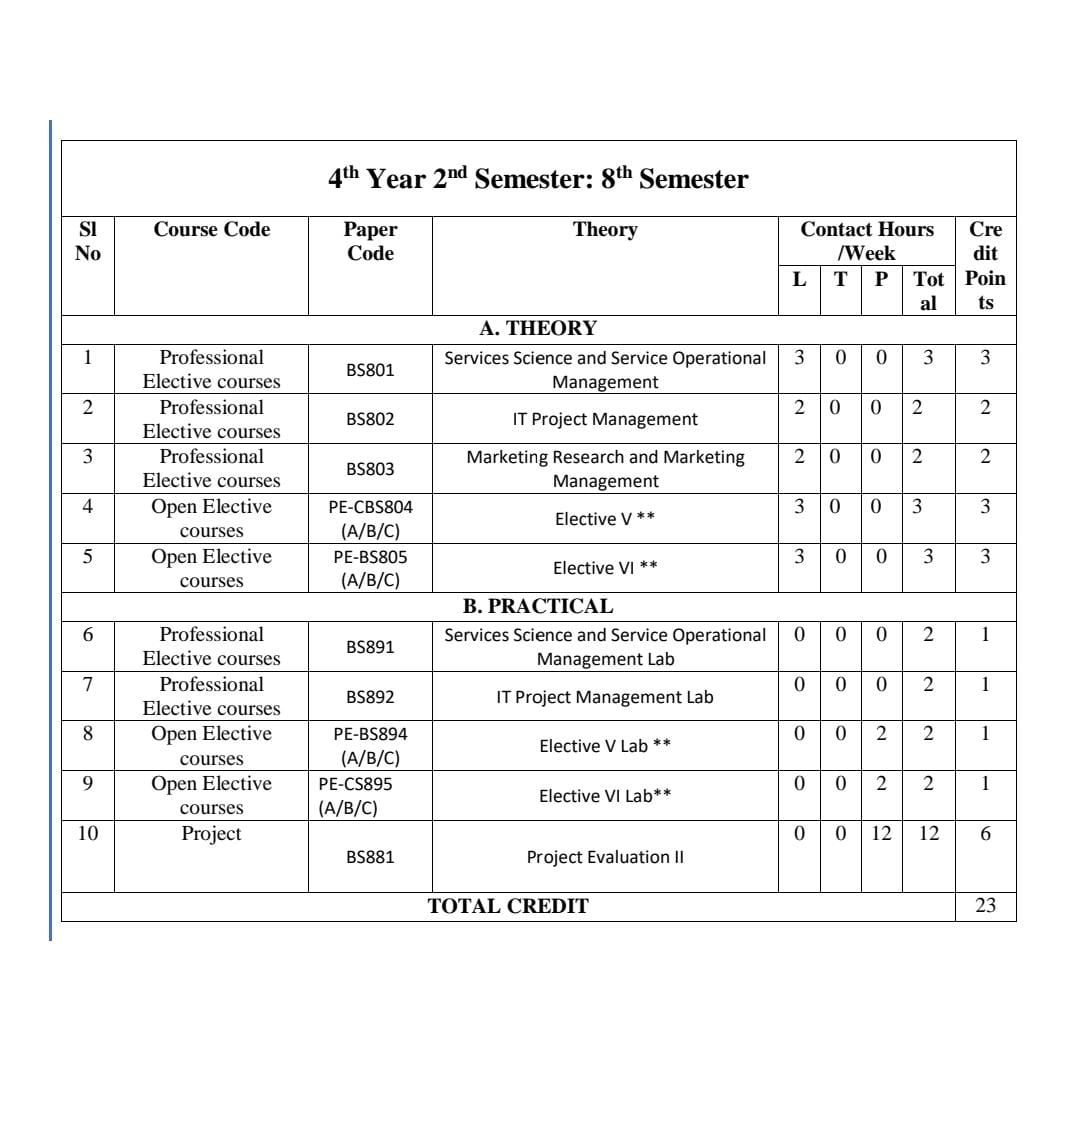 4th Year 2nd Semester: 8th Semester
Sl No Course Code Paper Code Theory Contact Hours /Week Credit Points
L T P Total
A. THEORY
1 Professional Elective courses BS801 Services Science and Service Operational Management 3 0 0 3 3
2 Professional Elective courses BS802 IT Project Management 2 0 0 2 2
3 Professional Elective courses BS803 Marketing Research and Marketing Management 2 0 0 2 2
4 Open Elective courses PE-CBS804 (A/B/C) Elective V ** 3 0 0 3 3
5 Open Elective courses PE-BS805 (A/B/C) Elective VI ** 3 0 0 3 3
B. PRACTICAL
6 Professional Elective courses BS891 Services Science and Service Operational Management Lab 0 0 0 2 1
7 Professional Elective courses BS892 IT Project Management Lab 0 0 0 2 1
8 Open Elective courses PE-BS894 (A/B/C) Elective V Lab ** 0 0 2 2 1
9 Open Elective courses PE-CS895 (A/B/C) Elective VI Lab** 0 0 2 2 1
10 Project BS881 Project Evaluation II 0 0 12 12 6
TOTAL CREDIT 23